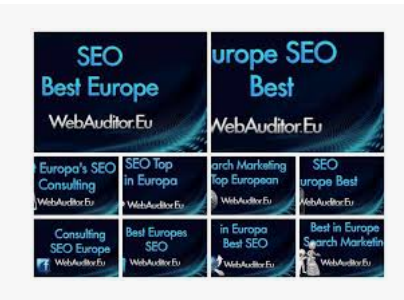 SEO
Best Europe
WebAuditor.Eu
urope SEO
Best
WebAuditor.Eu
Europa's SEO
Consulting
WebAuditor.Eu
SEO Top
in Europa
WebAuditor.Eu
arch Marketing
Top European
WebAuditor.Eu
SEO
urope Best
WebAuditor.Eu
Consulting
SEO Europe
WebAuditor.Eu
Best Europes
SEO
WebAuditor.Eu
in Europa
Best SEO
WebAuditor.Eu
Best in Europe
Search Marketin
WebAuditor.Eu